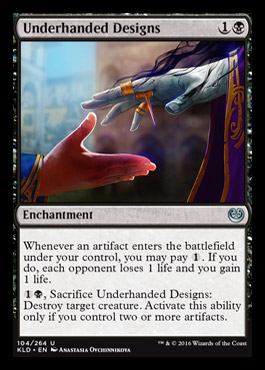 Underhanded Designs 1
Enchantment
Whenever an artifact enters the battlefield
under your control, you may pay 1. If you
do, each opponent loses 1 life and you gain
1 life.
1, Sacrifice Underhanded Designs:
Destroy target creature. Activate this ability
only if you control two or more artifacts.
104/264 U
KLD • EN Anastasia Ovchinnikova
™ & © 2016 Wizards of the Coast